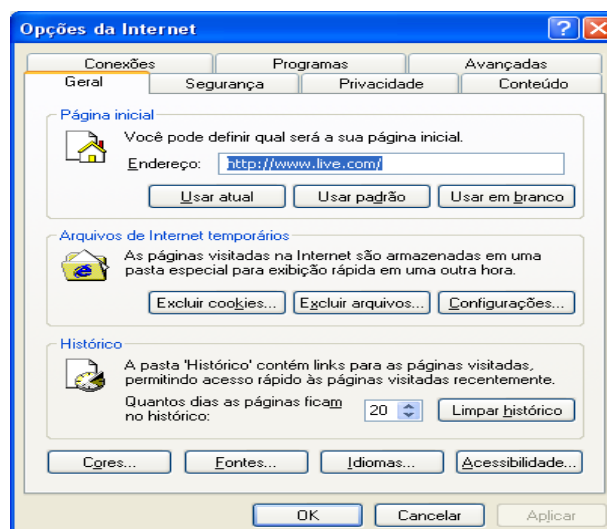 Opções da Internet
Conexões Programas Avançadas
Geral Segurança Privacidade Conteúdo
Página inicial
Você pode definir qual será a sua página inicial.
Endereço: http://www.live.com/
Usar atual Usar padrão Usar em branco
Arquivos de Internet temporários
As páginas visitadas na Internet são armazenadas em uma
pasta especial para exibição rápida em uma outra hora.
Excluir cookies... Excluir arquivos... Configurações...
Histórico
A pasta 'Histórico' contém links para as páginas visitadas,
permitindo acesso rápido às páginas visitadas recentemente.
Quantos dias as páginas ficam
no histórico: 20 Limpar histórico
Cores... Fontes... Idiomas... Acessibilidade...
OK Cancelar Aplicar